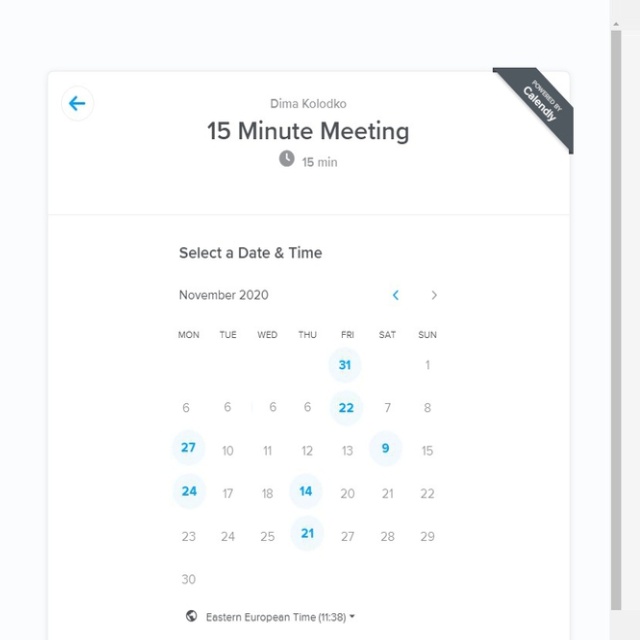 POWERED BY
Calendly
Dima Kolodko
15 Minute Meeting
15 min
Select a Date & Time
November 2020
MON TUE WED THU FRI SAT SUN
31 1
6 6 6 6 22 7 8
27 10 11 12 13 9 15
24 17 18 14 20 21 22
23 24 25 21 27 28 29
30
Eastern European Time (11:38)